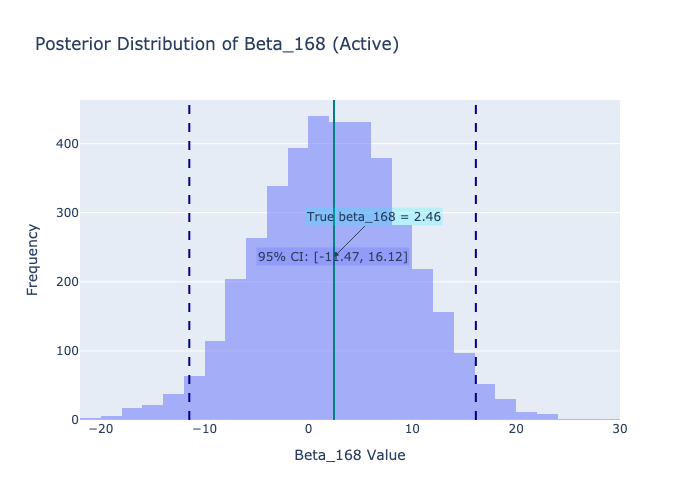 Posterior Distribution of Beta_168 (Active)
400
300
200
100
0
Frequency
True beta_168 = 2.46
95% CI: [-11.47, 16.12]
−20
−10
0
10
20
30
Beta_168 Value